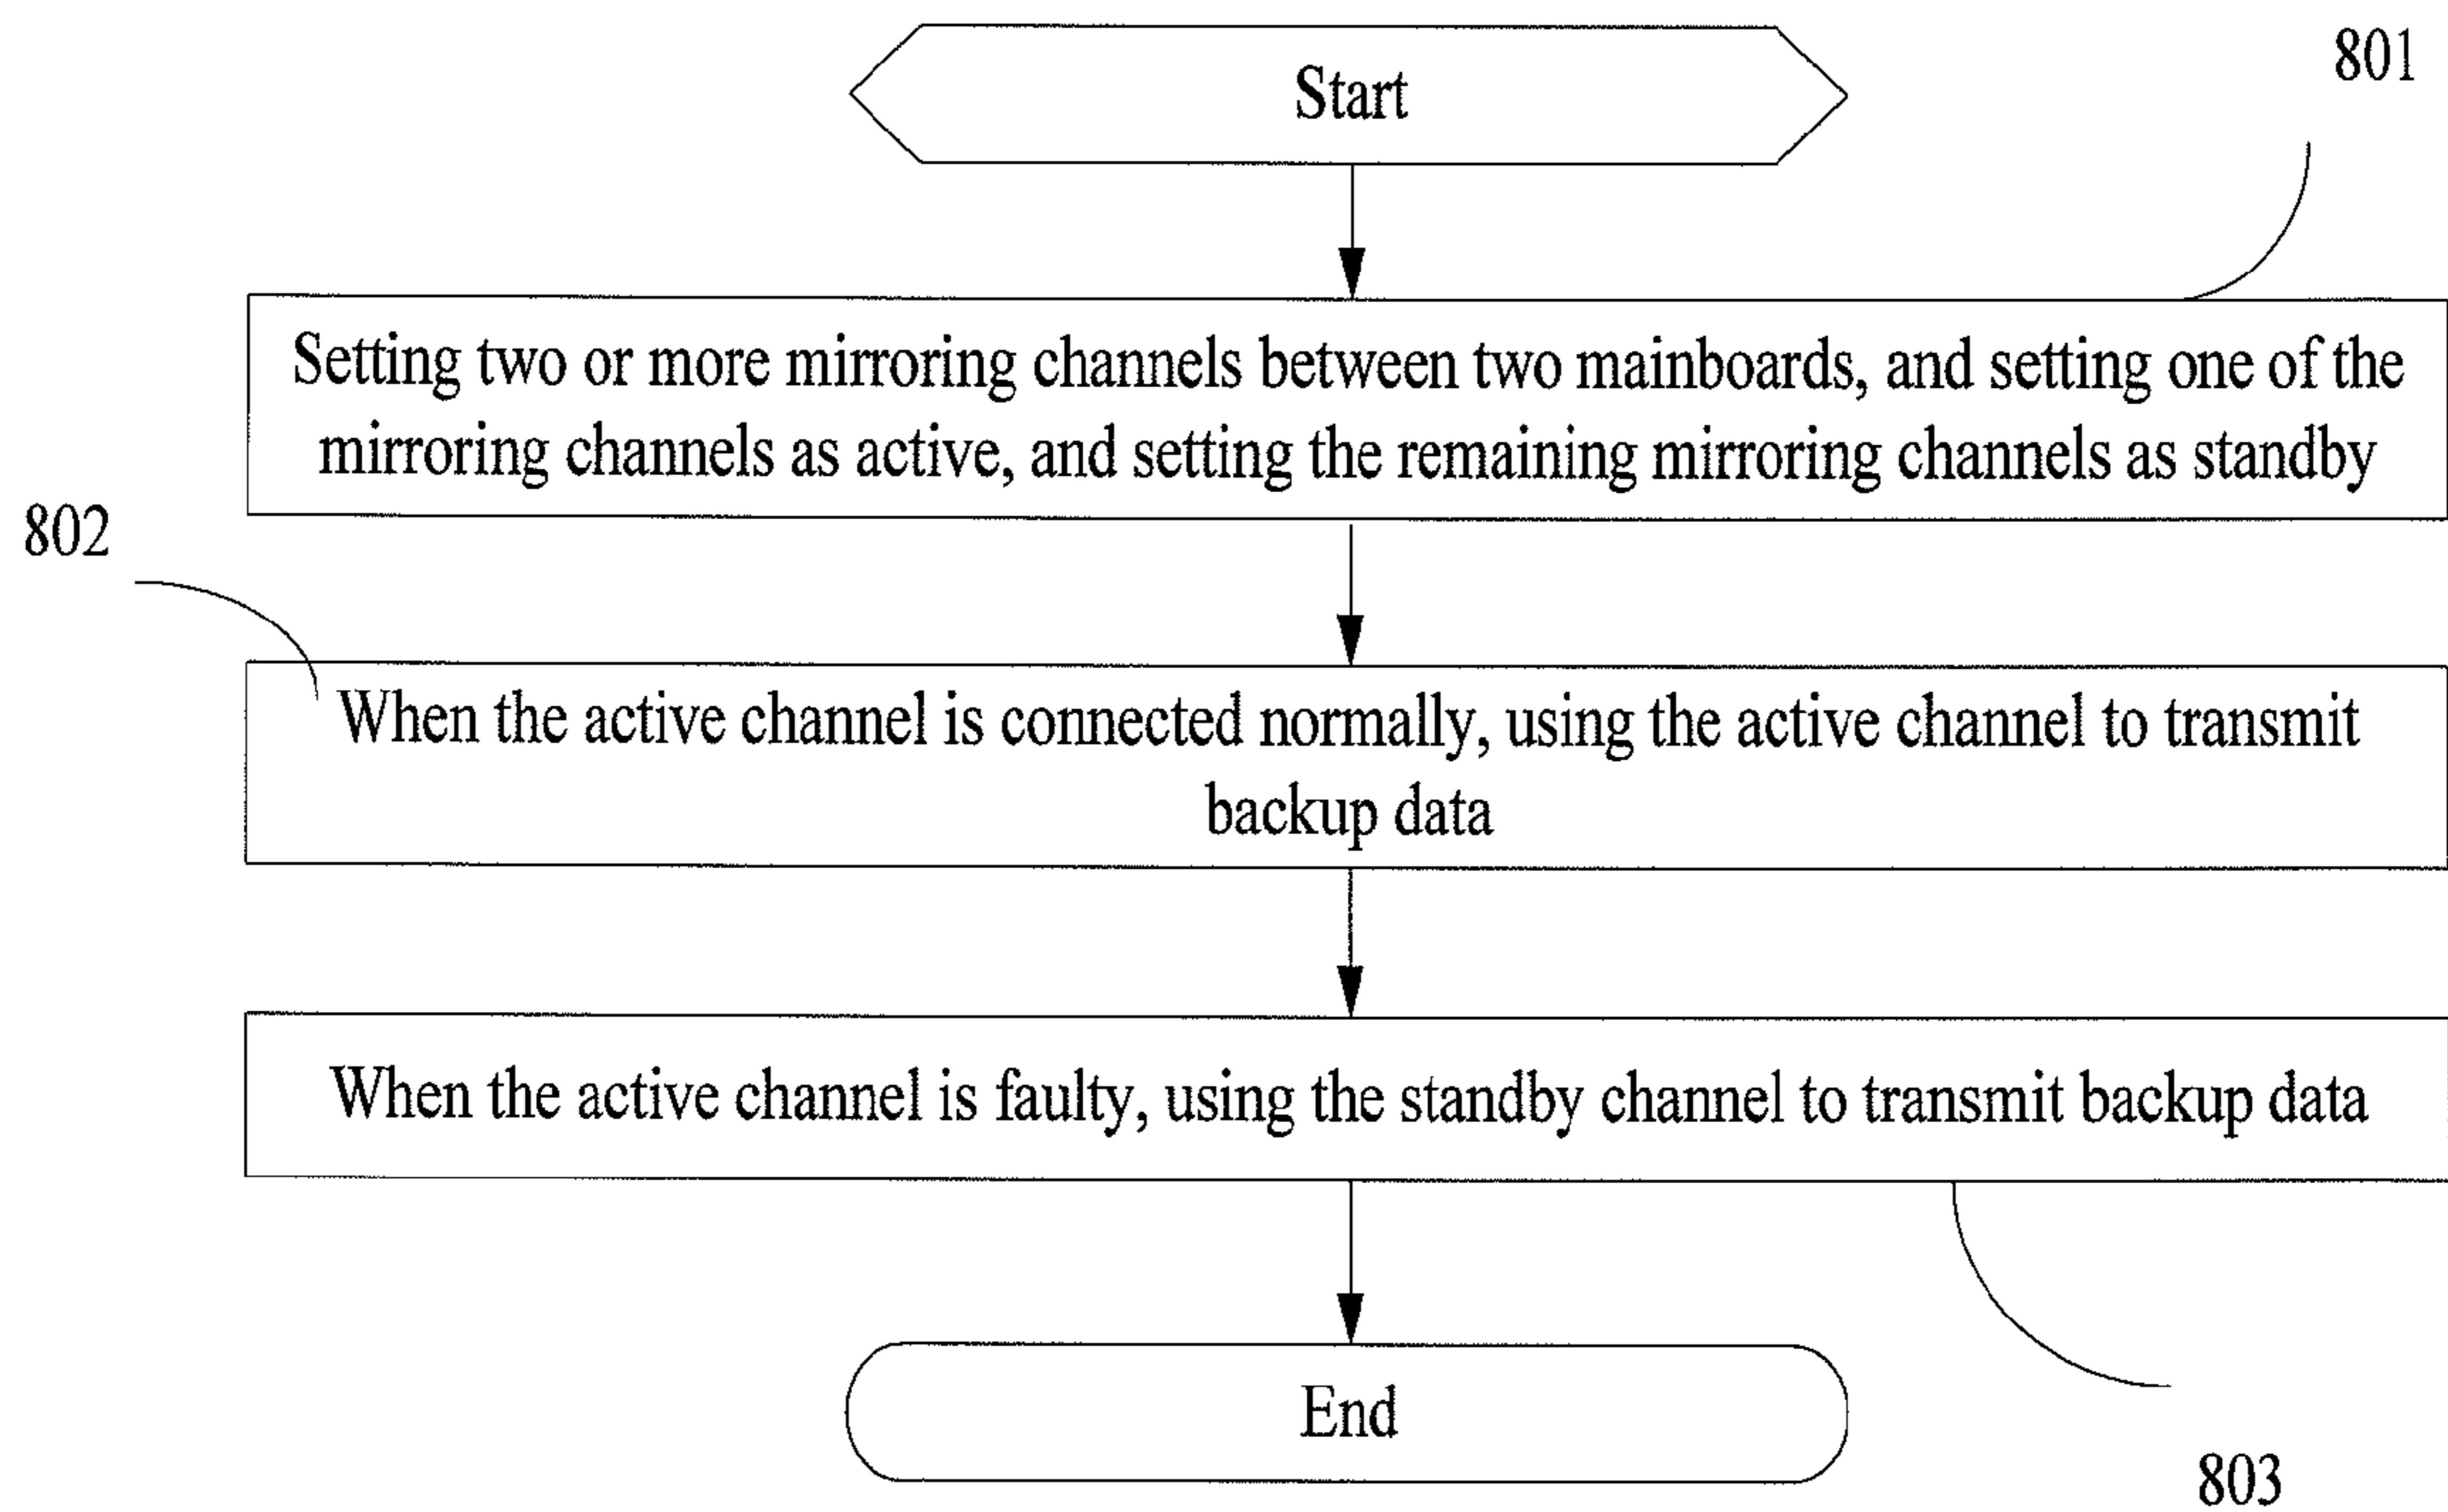 Start
801
Setting two or more mirroring channels between two mainboards, and setting one of the
mirroring channels as active, and setting the remaining mirroring channels as standby
802
When the active channel is connected normally, using the active channel to transmit
backup data
When the active channel is faulty, using the standby channel to transmit backup data
End
803